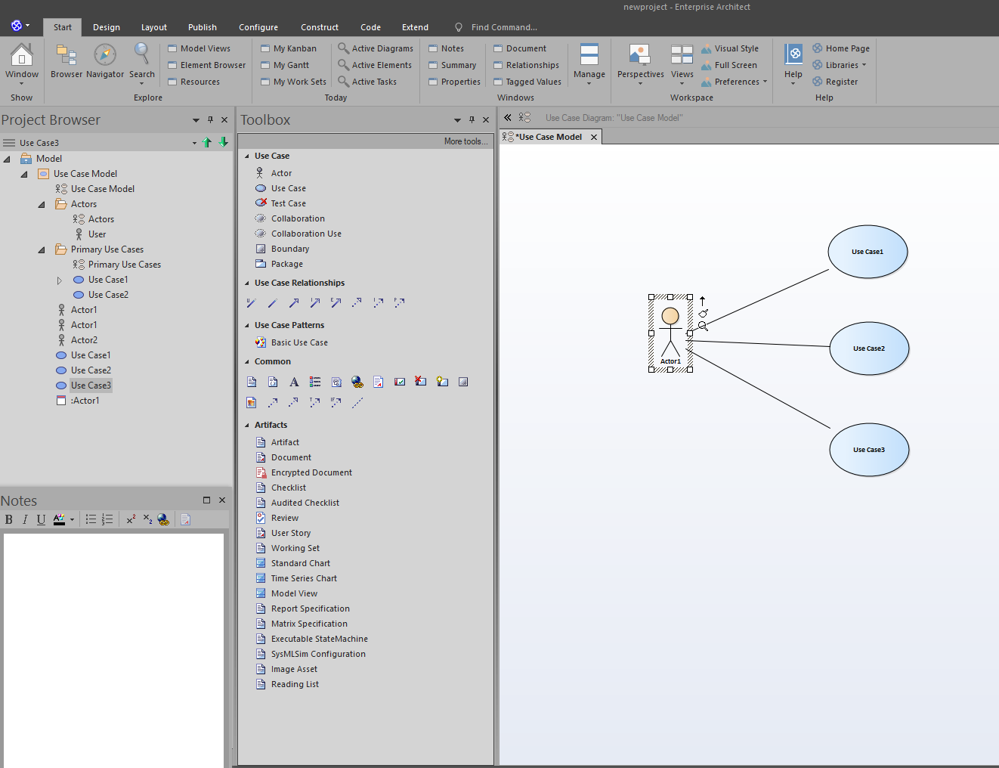 newproject - Enterprise Architect
Start Design Layout Publish Configure Construct Code Extend Find Command...
Window Browser Navigator Search
Model Views
Element Browser
Resources
My Kanban
My Gantt
My Work Sets
Active Diagrams
Active Elements
Active Tasks
Notes
Summary
Properties
Document
Relationships
Tagged Values
Manage Perspectives Views
Visual Style
Full Screen
Preferences
Help
Home Page
Libraries
Register
Show Explore Today Windows Workspace Help
Project Browser
Use Case3
Model
Use Case Model
Use Case Model
Actors
Actors
User
Primary Use Cases
Primary Use Cases
Use Case1
Use Case2
Actor1
Actor1
Actor2
Use Case1
Use Case2
Use Case3
:Actor1
Notes
B I U A x² x₂
Toolbox
More tools...
Use Case
Actor
Use Case
Test Case
Collaboration
Collaboration Use
Boundary
Package
Use Case Relationships
Use Case Patterns
Basic Use Case
Common
Artifacts
Artifact
Document
Encrypted Document
Checklist
Audited Checklist
Review
User Story
Working Set
Standard Chart
Time Series Chart
Model View
Report Specification
Matrix Specification
Executable StateMachine
SysMLSim Configuration
Image Asset
Reading List
Use Case Diagram: "Use Case Model"
*Use Case Model
Use Case1
Actor1
Use Case2
Use Case3